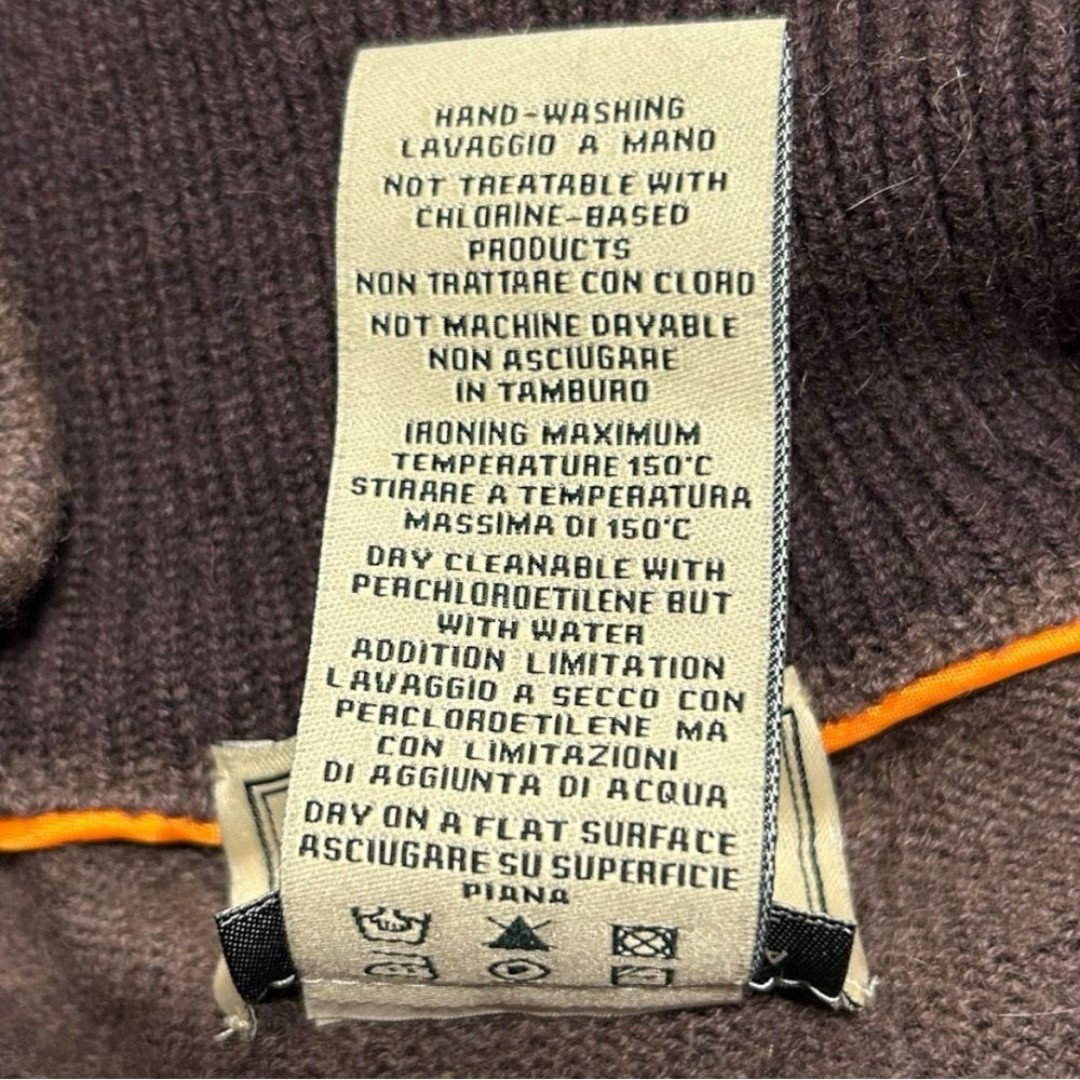 HAND-WASHING
LAVAGGIO A MANO
NOT TREATABLE WITH
CHLORINE-BASED
PRODUCTS
NON TRATTARE CON CLORO
NOT MACHINE DRYABLE
NON ASCIUGARE
IN TAMBURO
IRONING MAXIMUM
TEMPERATURE 150°C
STIRARE A TEMPERATURA
MASSIMA DI 150°C
DRY CLEANABLE WITH
PERCHLOROETILENE BUT
WITH WATER
ADDITION LIMITATION
LAVAGGIO A SECCO CON
PERCLOROETILENE MA
CON LIMITAZIONI
DI AGGIUNTA DI ACQUA
DRY ON A FLAT SURFACE
ASCIUGARE SU SUPERFICIE
PIANA